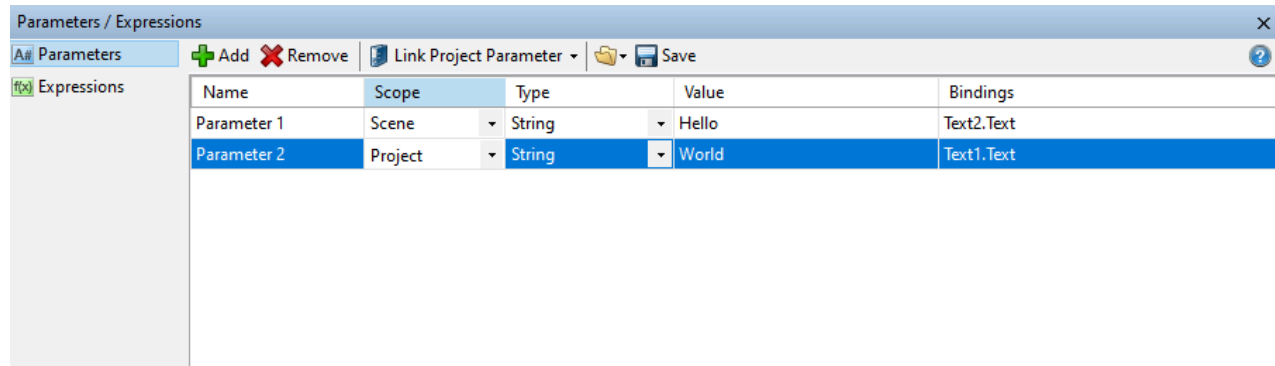 Parameters / Expressions
A# Parameters Add Remove Link Project Parameter Save
f(x) Expressions
Name Scope Type Value Bindings
Parameter 1 Scene String Hello Text2.Text
Parameter 2 Project String World Text1.Text